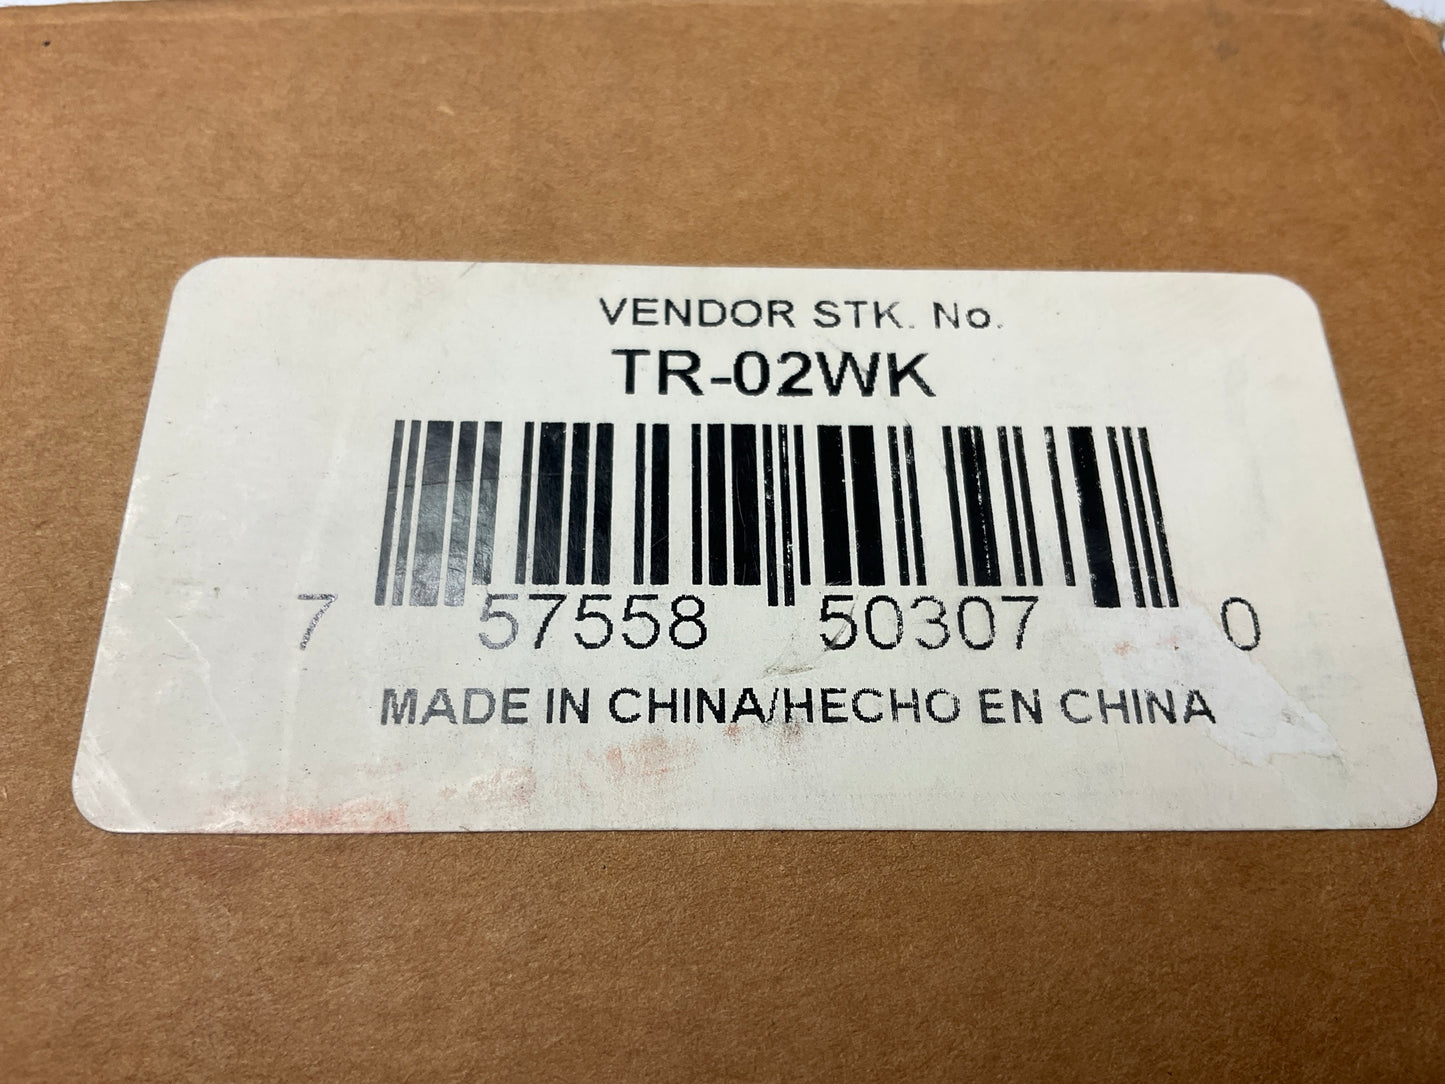 VENDOR STK. No.
TR-02WK
7 57558 50307 0
MADE IN CHINA/HECHO EN CHINA